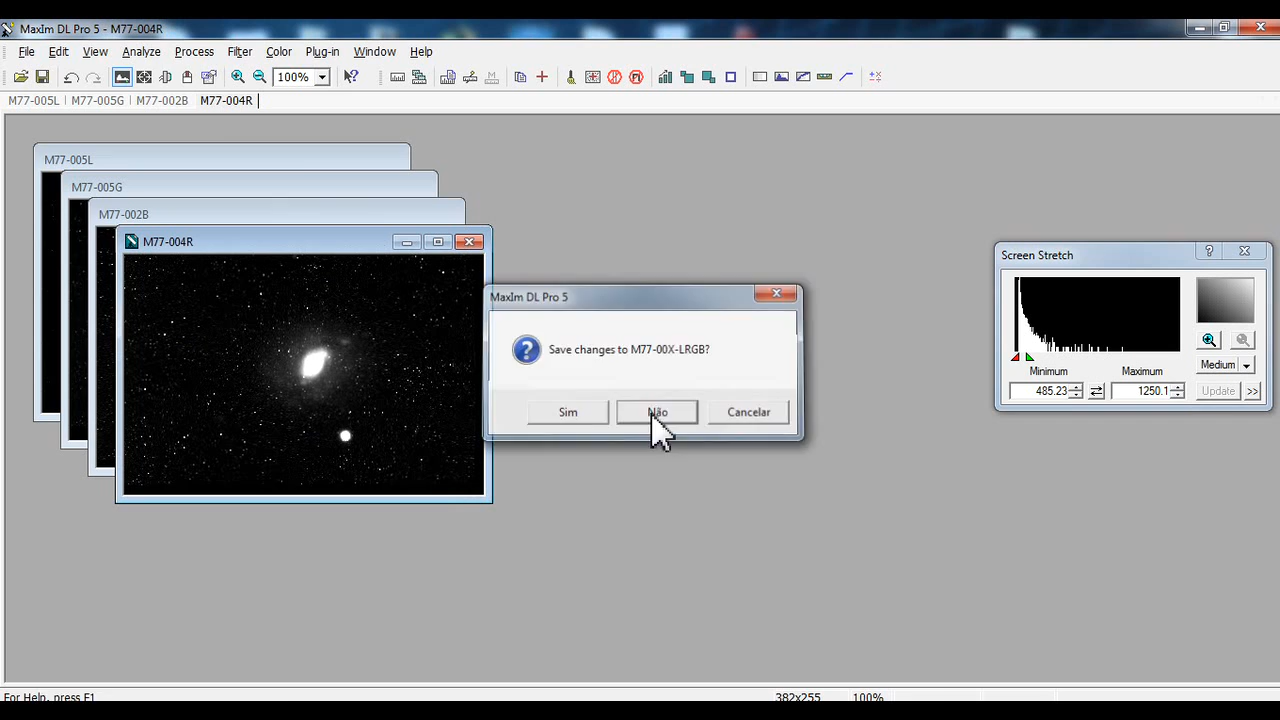 MaxIm DL Pro 5 - M77-004R
File Edit View Analyze Process Filter Color Plug-in Window Help
100%
M77-005L M77-005G M77-002B M77-004R
M77-005L
M77-005G
M77-002B
M77-004R
MaxIm DL Pro 5
Save changes to M77-00X-LRGB?
Sim Não Cancelar
Screen Stretch
Medium
Minimum Maximum
485.23 1250.1 Update >>
For Help, press F1 382x255 100%